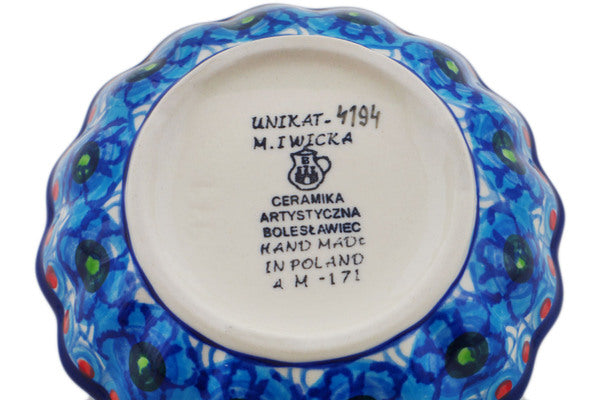 UNIKAT-4194
M.IWICKA
B
CERAMIKA
ARTYSTYCZNA
BOLESŁAWIEC
HAND MADE
IN POLAND
A M -171